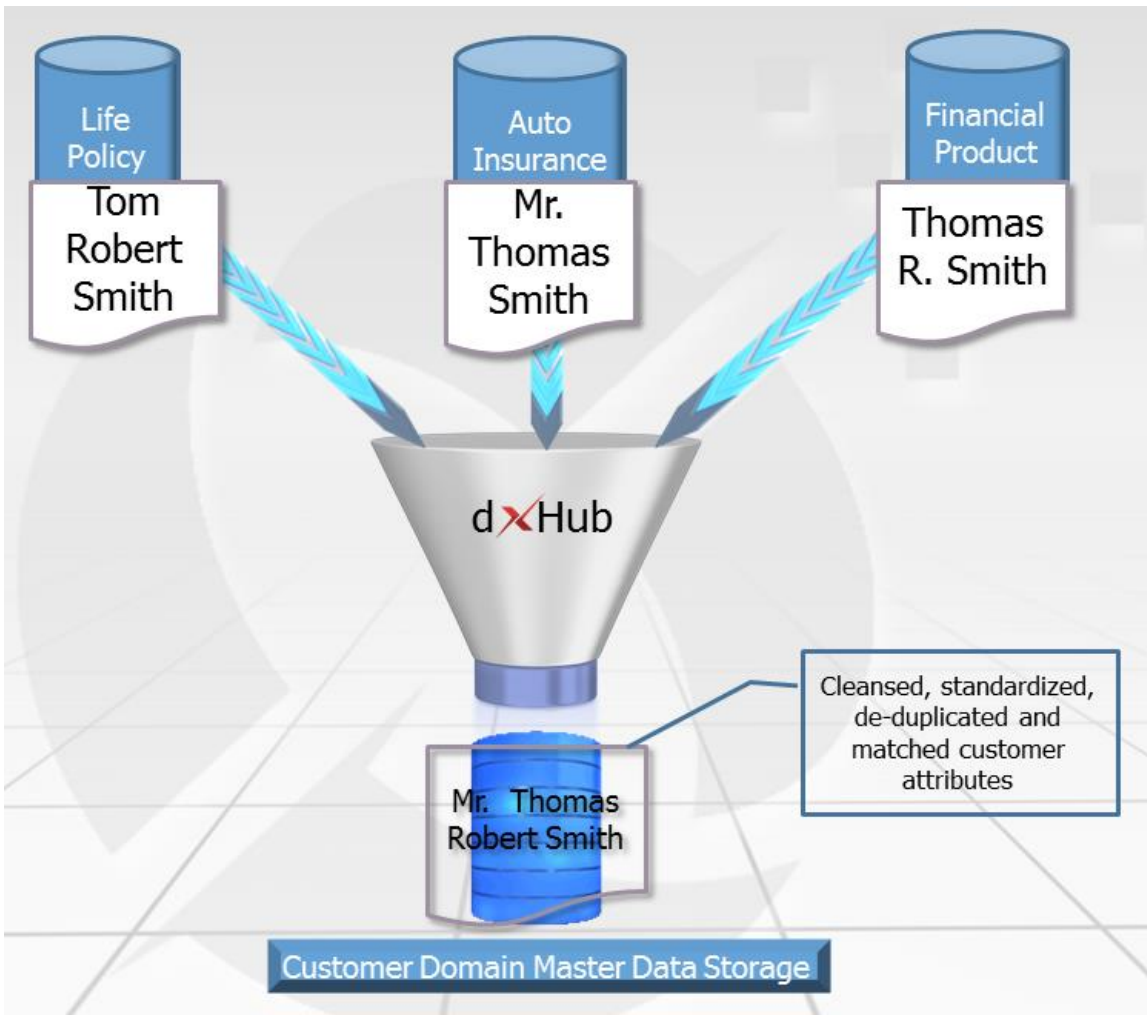 Life
Policy
Auto
Insurance
Financial
Product
Tom
Robert
Smith
Mr.
Thomas
Smith
Thomas
R. Smith
dxHub
Cleansed, standardized,
de-duplicated and
matched customer
attributes
Mr. Thomas
Robert Smith
Customer Domain Master Data Storage